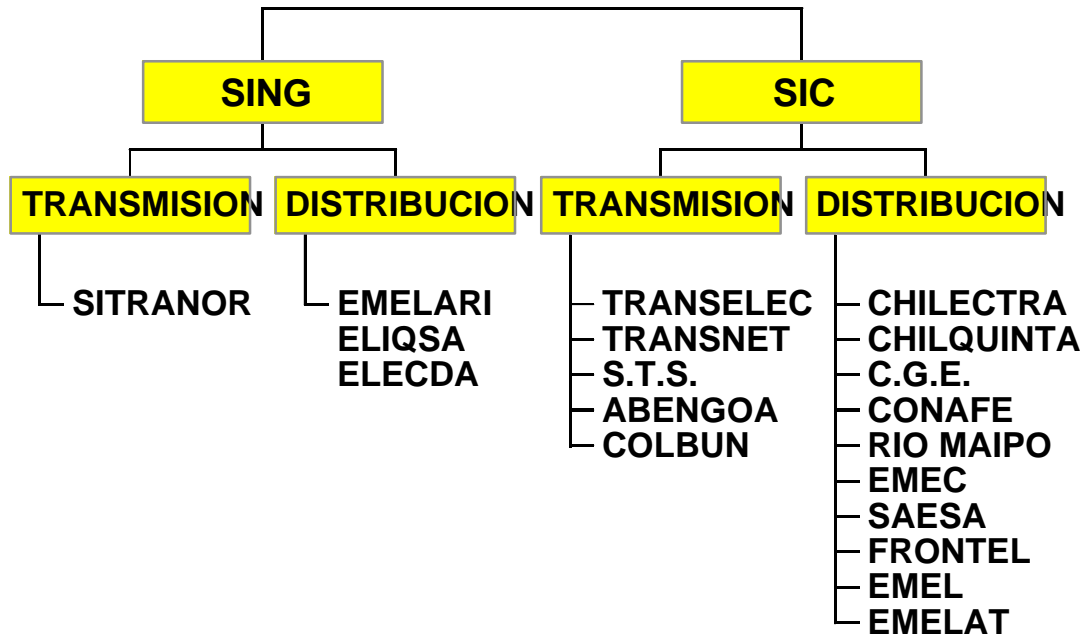 SING
SIC
TRANSMISION
DISTRIBUCION
TRANSMISION
DISTRIBUCION
SITRANOR
EMELARI
ELIQSA
ELECDA
TRANSELEC
TRANSNET
S.T.S.
ABENGOA
COLBUN
CHILECTRA
CHILQUINTA
C.G.E.
CONAFE
RIO MAIPO
EMEC
SAESA
FRONTEL
EMEL
EMELAT